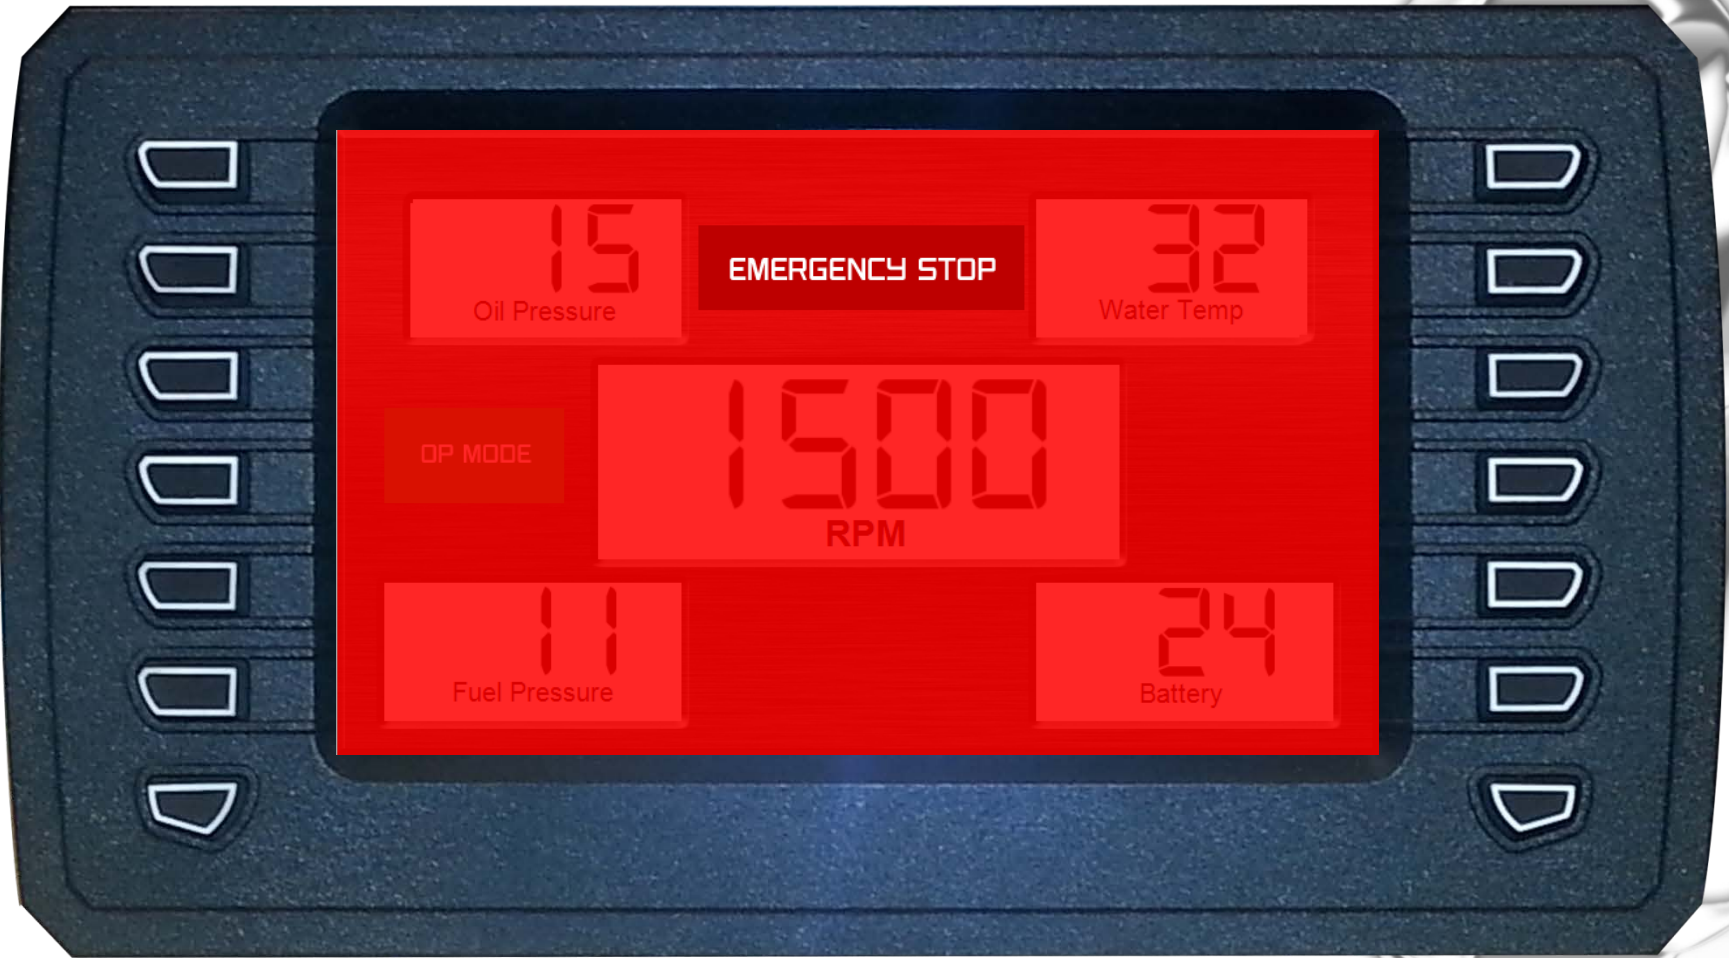 15
Oil Pressure
EMERGENCY STOP
32
Water Temp
OP MODE
1500
RPM
11
Fuel Pressure
24
Battery